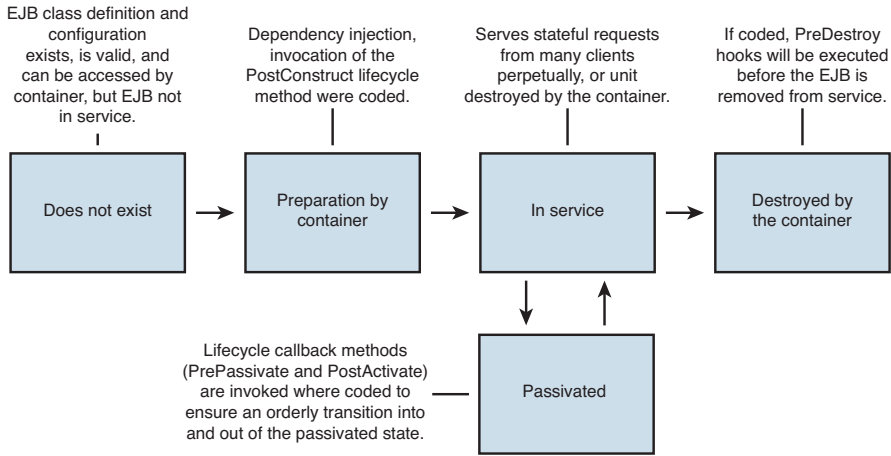 EJB class definition and
configuration
exists, is valid, and
can be accessed by
container, but EJB not
in service.
Dependency injection,
invocation of the
PostConstruct lifecycle
method were coded.
Serves stateful requests
from many clients
perpetually, or unit
destroyed by the container.
If coded, PreDestroy
hooks will be executed
before the EJB is
removed from service.
Does not exist
Preparation by
container
In service
Destroyed by
the container
Lifecycle callback methods
(PrePassivate and PostActivate)
are invoked where coded to
ensure an orderly transition into
and out of the passivated state.
Passivated